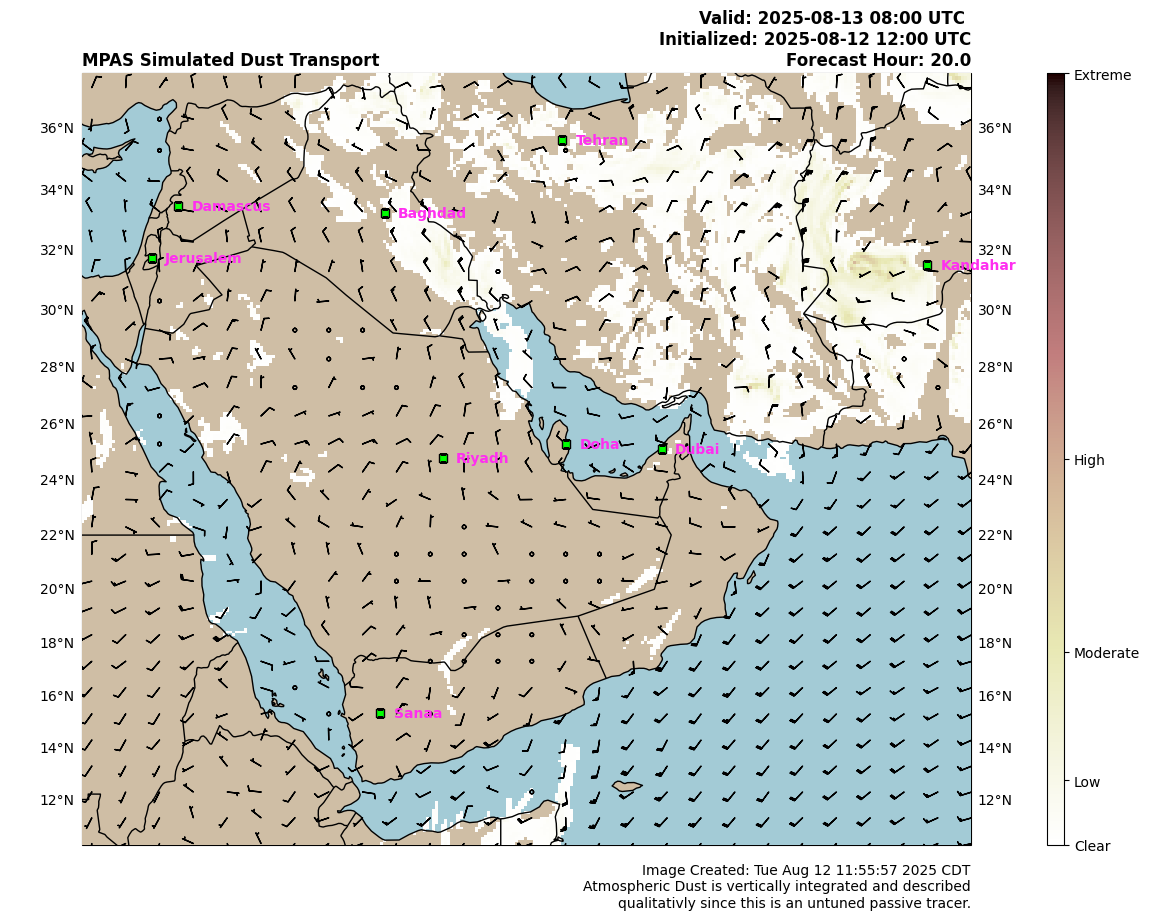 Valid: 2025-08-13 08:00 UTC
Initialized: 2025-08-12 12:00 UTC
MPAS Simulated Dust Transport
Forecast Hour: 20.0
Extreme
36°N
36°N
Tehran
34°N
34°N
Damascus
Baghdad
32°N
32°N
Jerusalem
Kandahar
30°N
30°N
28°N
28°N
26°N
26°N
Doha
Dubai
Riyadh
High
24°N
24°N
22°N
22°N
20°N
20°N
18°N
18°N
Moderate
16°N
16°N
Sanaa
14°N
14°N
Low
12°N
12°N
Clear
Image Created: Tue Aug 12 11:55:57 2025 CDT
Atmospheric Dust is vertically integrated and described
qualitativly since this is an untuned passive tracer.